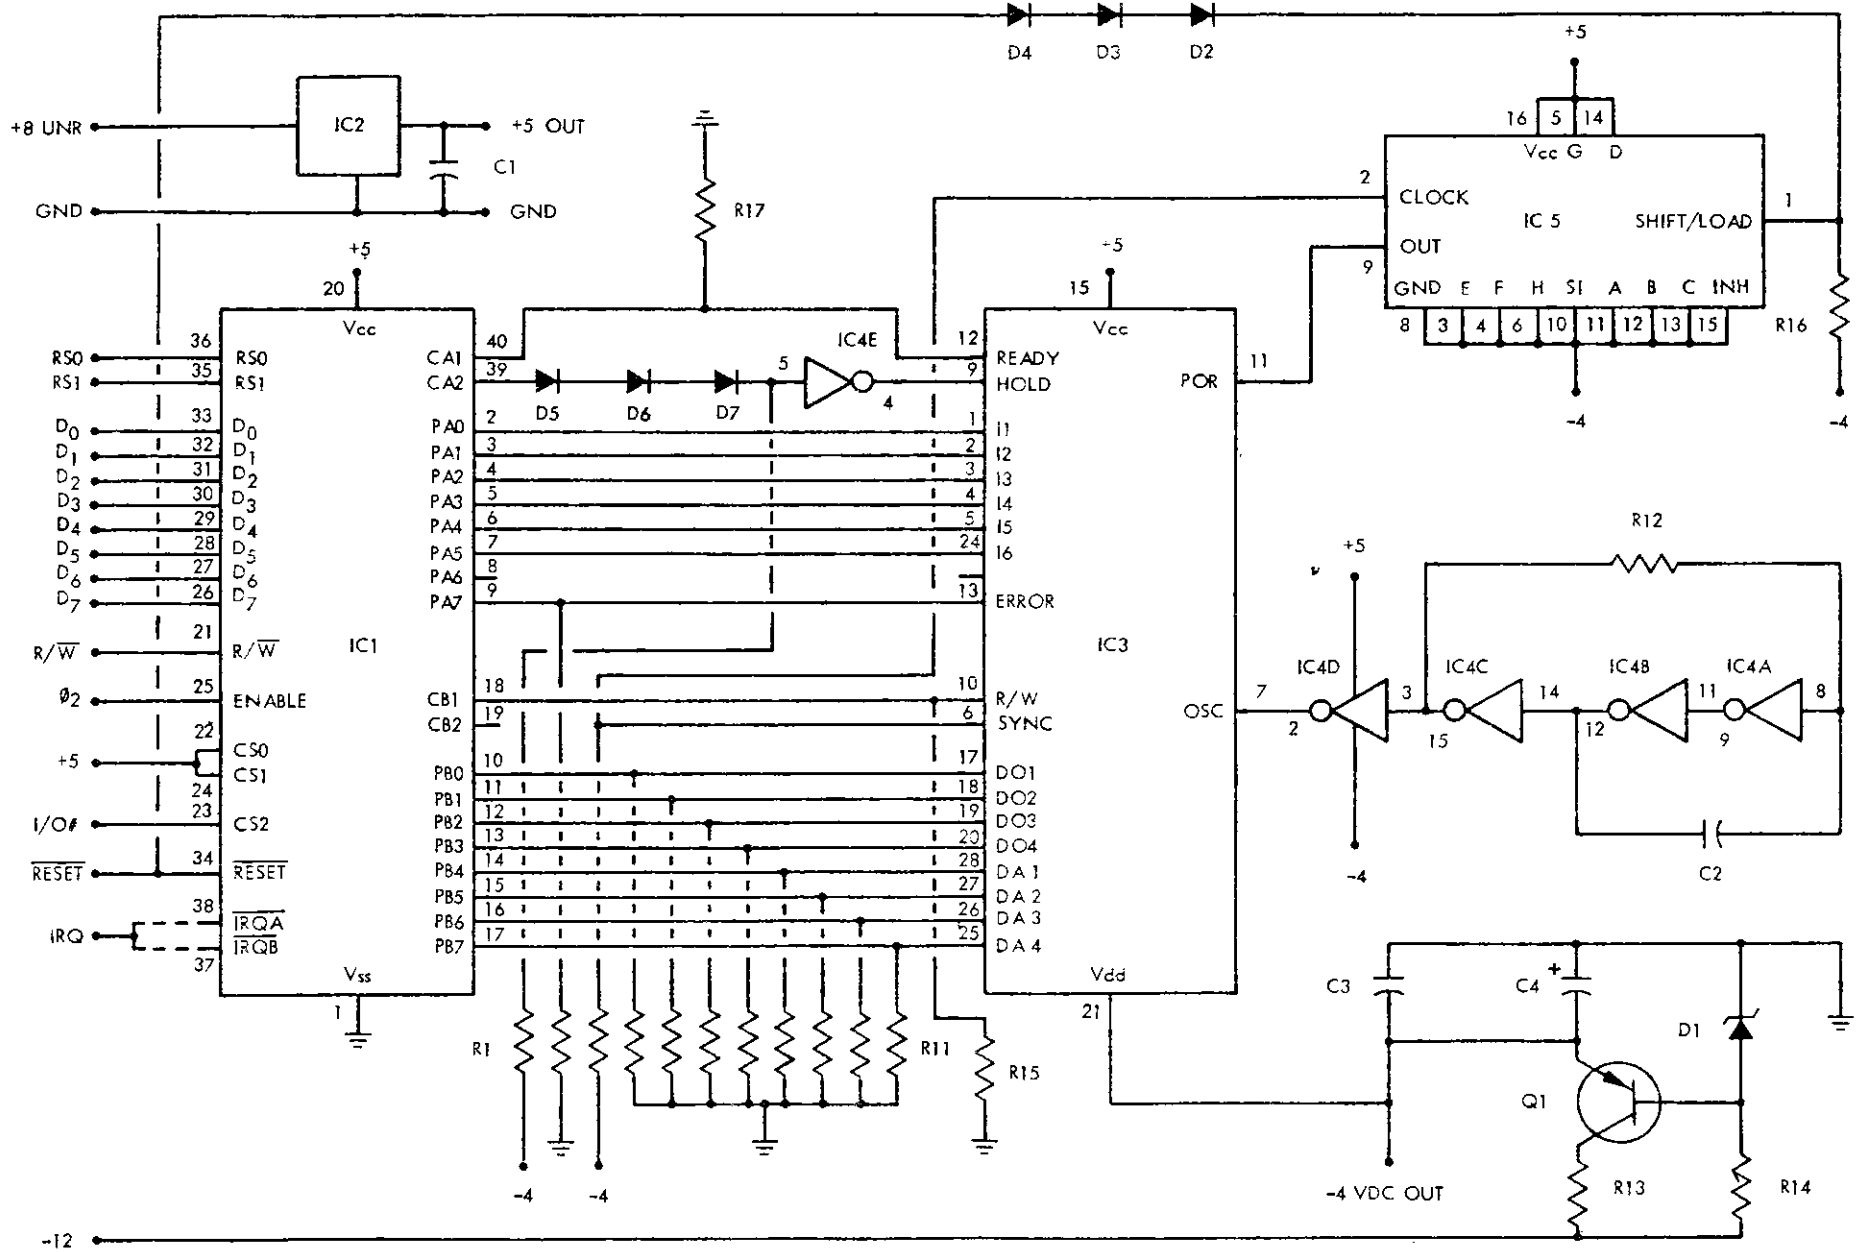 D4 D3 D2
+5
+8 UNR IC2 +5 OUT
C1
GND GND
R17
16 5 14
Vcc G D
2 CLOCK
IC 5 SHIFT/LOAD 1
OUT
9
GND E F H SI A B C INH
8 3 4 6 10 11 12 13 15
R16
-4 -4
+5
20
Vcc
+5
15
Vcc
RS0 36 RS0 CA1 40
RS1 35 RS1 CA2 39
D5 D6 D7 5 IC4E 4
12 READY
9 HOLD
POR 11
D0 33 D0 PA0 2 1 I1
D1 32 D1 PA1 3 2 I2
D2 31 D2 PA2 4 3 I3
D3 30 D3 PA3 5 4 I4
D4 29 D4 PA4 6 5 I5
D5 28 D5 PA5 7 24 I6
D6 27 D6 PA6 8
D7 26 D7 PA7 9 13 ERROR
R/W̅ 21 R/W̅ IC1 IC3
Ø2 25 ENABLE CB1 18 10 R/W
CB2 19 6 SYNC
OSC 7
22 CS0
+5 CS1
24
PB0 10 17 DO1
PB1 11 18 DO2
I/O# 23 CS2 PB2 12 19 DO3
PB3 13 20 DO4
R̅E̅S̅E̅T̅ 34 R̅E̅S̅E̅T̅ PB4 14 28 DA 1
PB5 15 27 DA 2
38 I̅R̅Q̅A̅ PB6 16 26 DA 3
IRQ I̅R̅Q̅B̅ PB7 17 25 DA 4
37
Vss
1
Vdd
21
R1 R11 R15
-4 -4
R12
+5
IC4D IC4C IC4B IC4A
2 3 15 14 12 11 9 8
-4
C2
C3 + C4 D1
Q1
-4 VDC OUT R13 R14
-12